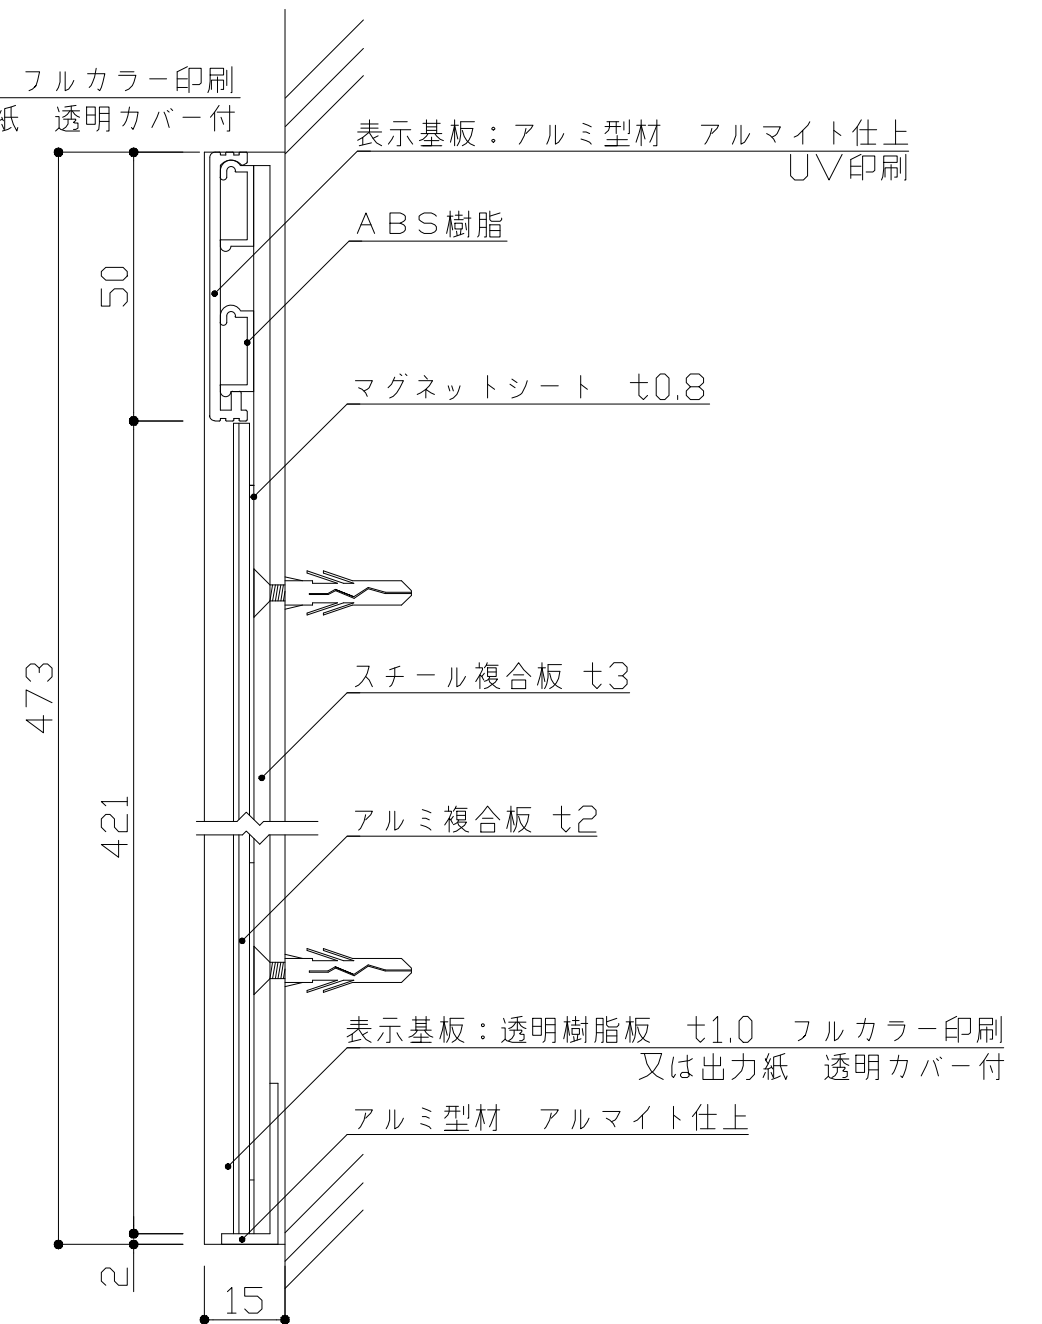 フルカラー印刷
紙　透明カバー付
表示基板：アルミ型材　アルマイト仕上
UV印刷
ABS樹脂
50
マグネットシート　t0.8
473
スチール複合板 t3
421
アルミ複合板 t2
表示基板：透明樹脂板　t1.0　フルカラー印刷
又は出力紙　透明カバー付
アルミ型材　アルマイト仕上
2
15